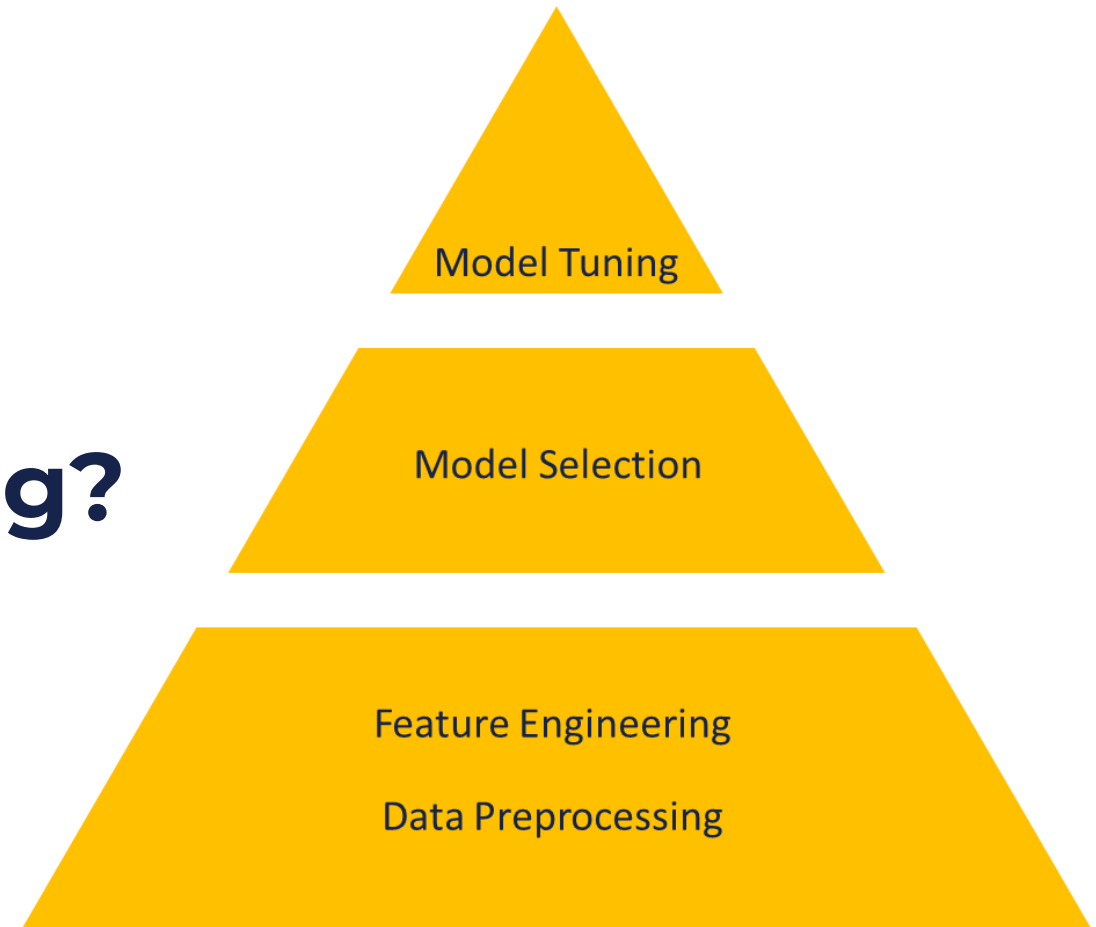 Model Tuning
Model Selection
g?
Feature Engineering
Data Preprocessing